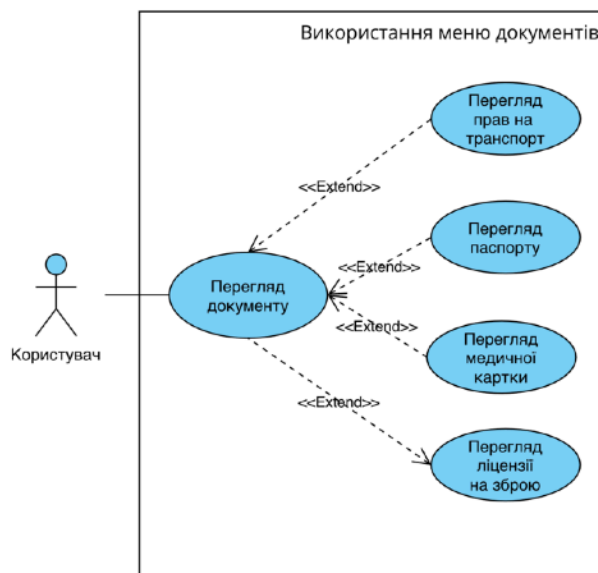 Використання меню документів
Перегляд
прав на
транспорт
<<Extend>>
Перегляд
паспорту
<<Extend>>
Перегляд
документу
Користувач
<<Extend>>
Перегляд
медичної
картки
<<Extend>>
Перегляд
ліцензії
на зброю